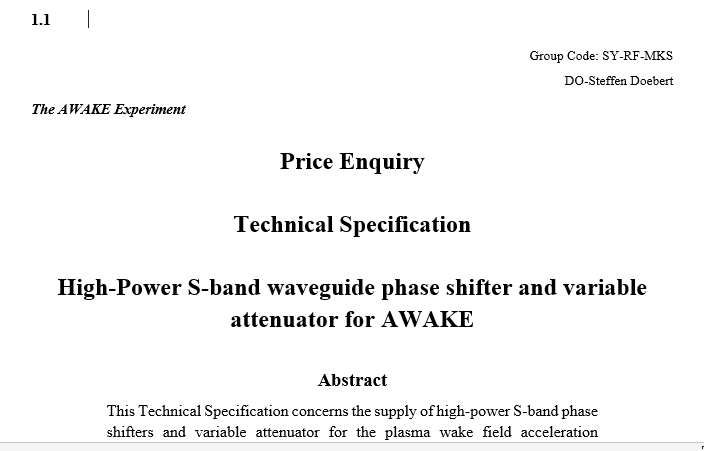 1.1
Group Code: SY-RF-MKS
DO-Steffen Doebert
The AWAKE Experiment
Price Enquiry
Technical Specification
High-Power S-band waveguide phase shifter and variable
attenuator for AWAKE
Abstract
This Technical Specification concerns the supply of high-power S-band phase
shifters and variable attenuator for the plasma wake field acceleration